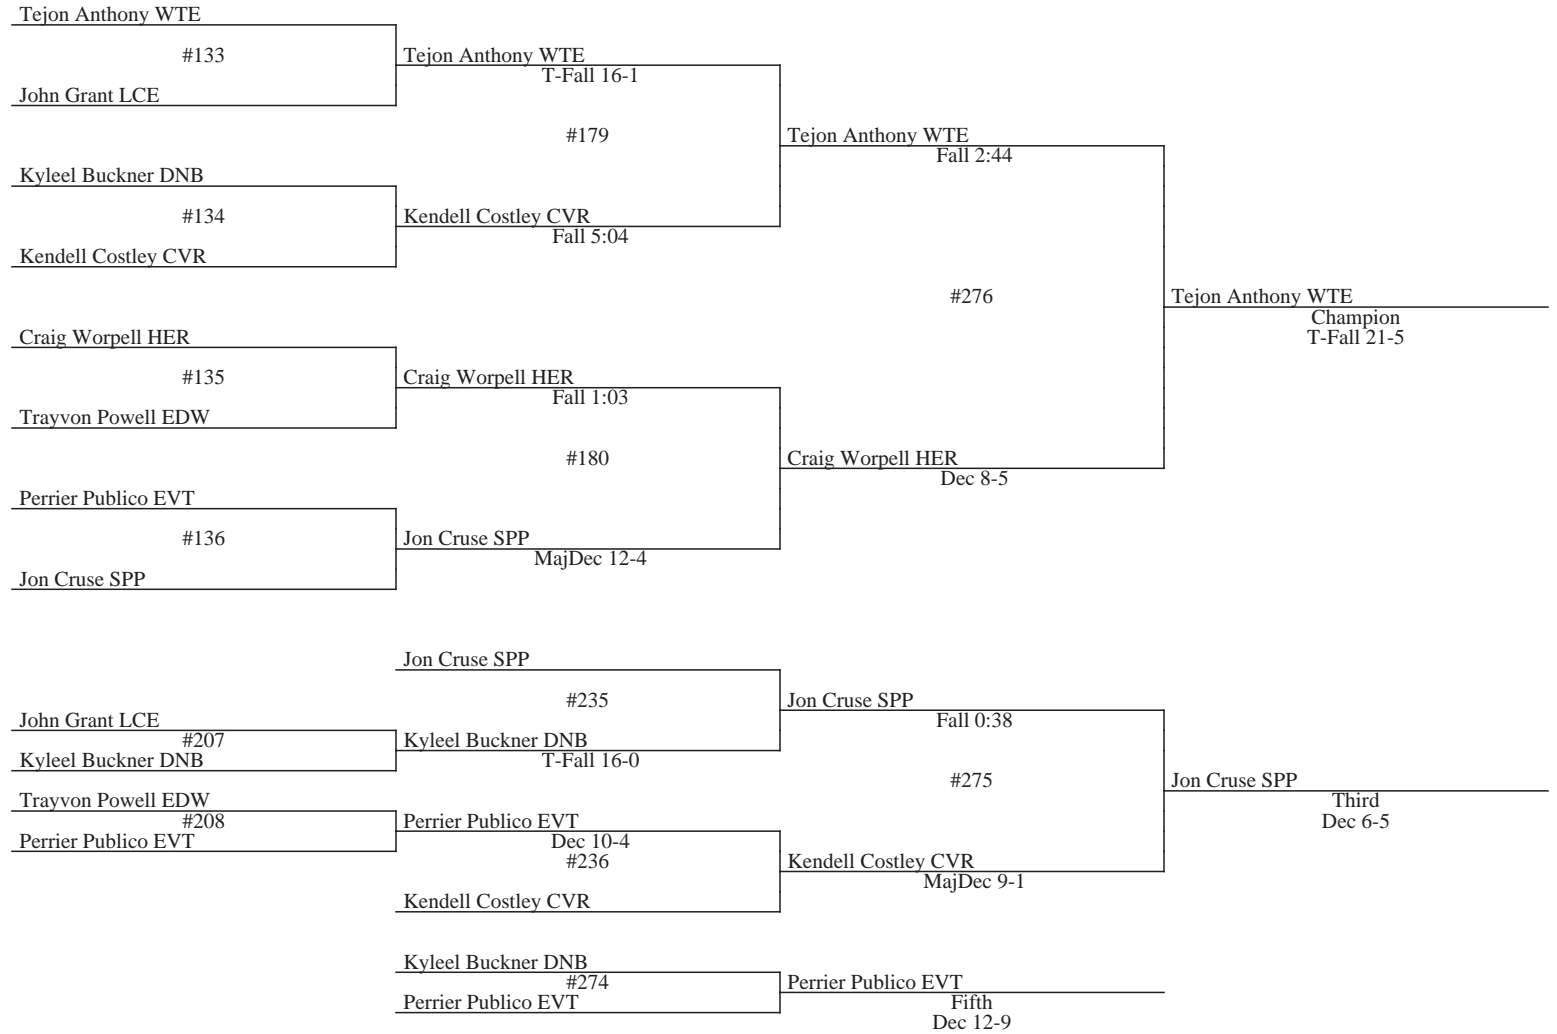 Tejon Anthony WTE
#133
John Grant LCE
Tejon Anthony WTE
T-Fall 16-1
#179
Kyleel Buckner DNB
#134
Kendell Costley CVR
Kendell Costley CVR
Fall 5:04
Tejon Anthony WTE
Fall 2:44
#276
Tejon Anthony WTE
Champion
T-Fall 21-5
Craig Worpell HER
#135
Trayvon Powell EDW
Craig Worpell HER
Fall 1:03
#180
Craig Worpell HER
Dec 8-5
Perrier Publico EVT
#136
Jon Cruse SPP
Jon Cruse SPP
MajDec 12-4
Jon Cruse SPP
#235
Jon Cruse SPP
Fall 0:38
John Grant LCE
#207
Kyleel Buckner DNB
Kyleel Buckner DNB
T-Fall 16-0
#275
Jon Cruse SPP
Third
Dec 6-5
Trayvon Powell EDW
#208
Perrier Publico EVT
Perrier Publico EVT
Dec 10-4
#236
Kendell Costley CVR
MajDec 9-1
Kendell Costley CVR
Kyleel Buckner DNB
#274
Perrier Publico EVT
Perrier Publico EVT
Fifth
Dec 12-9